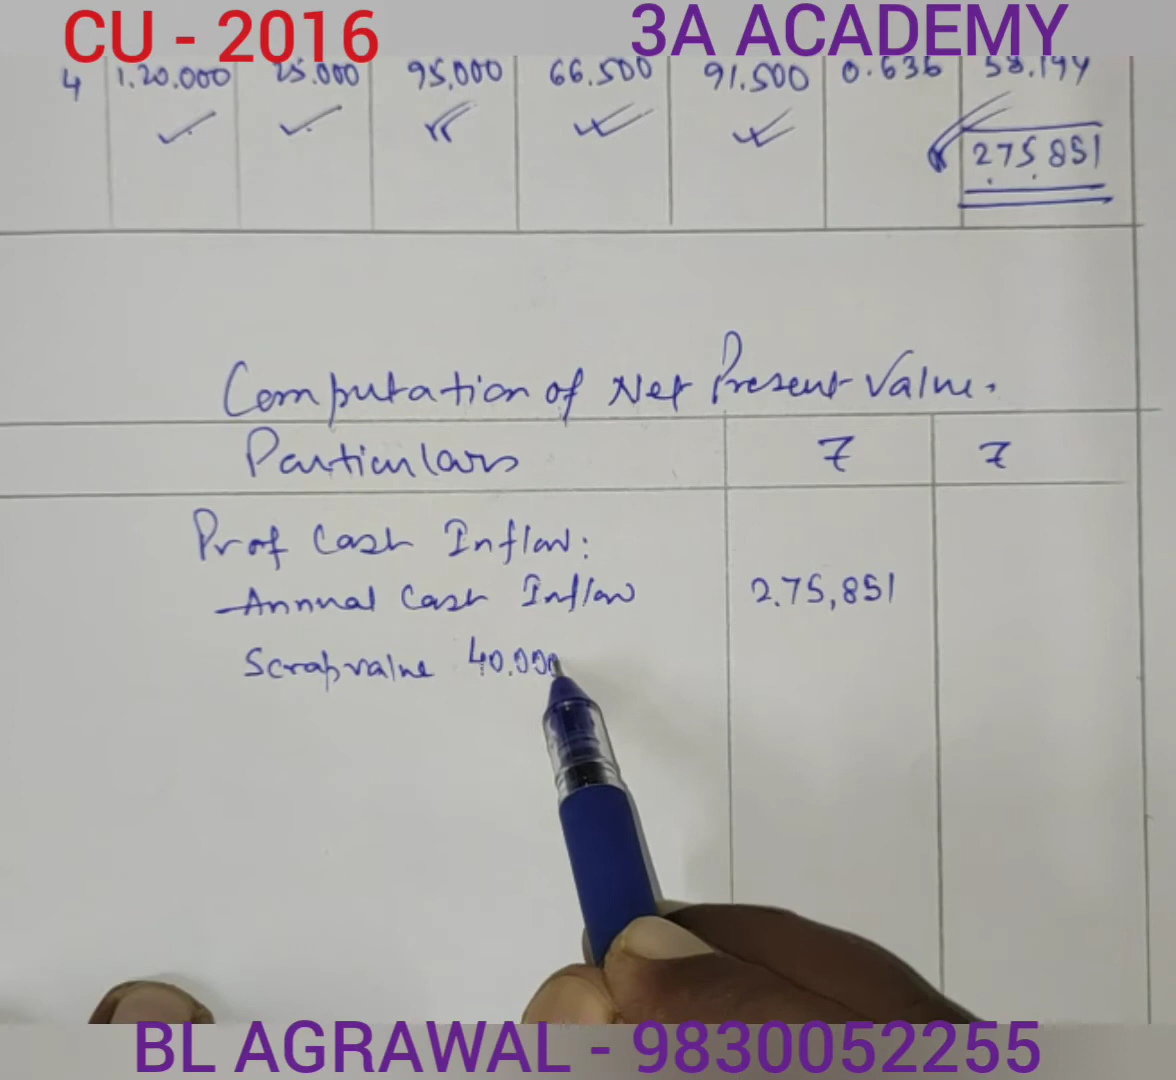 CU - 2016 3A ACADEMY
4 1.20.000 25.000 95,000 66.500 91.500 0.636 58.194
275.851
Computation of Net Present Value.
Particulars ₹ ₹
Pv of Cash Inflow:
Annual Cash Inflow 2.75,851
Scrap value 40.000
BL AGRAWAL - 9830052255